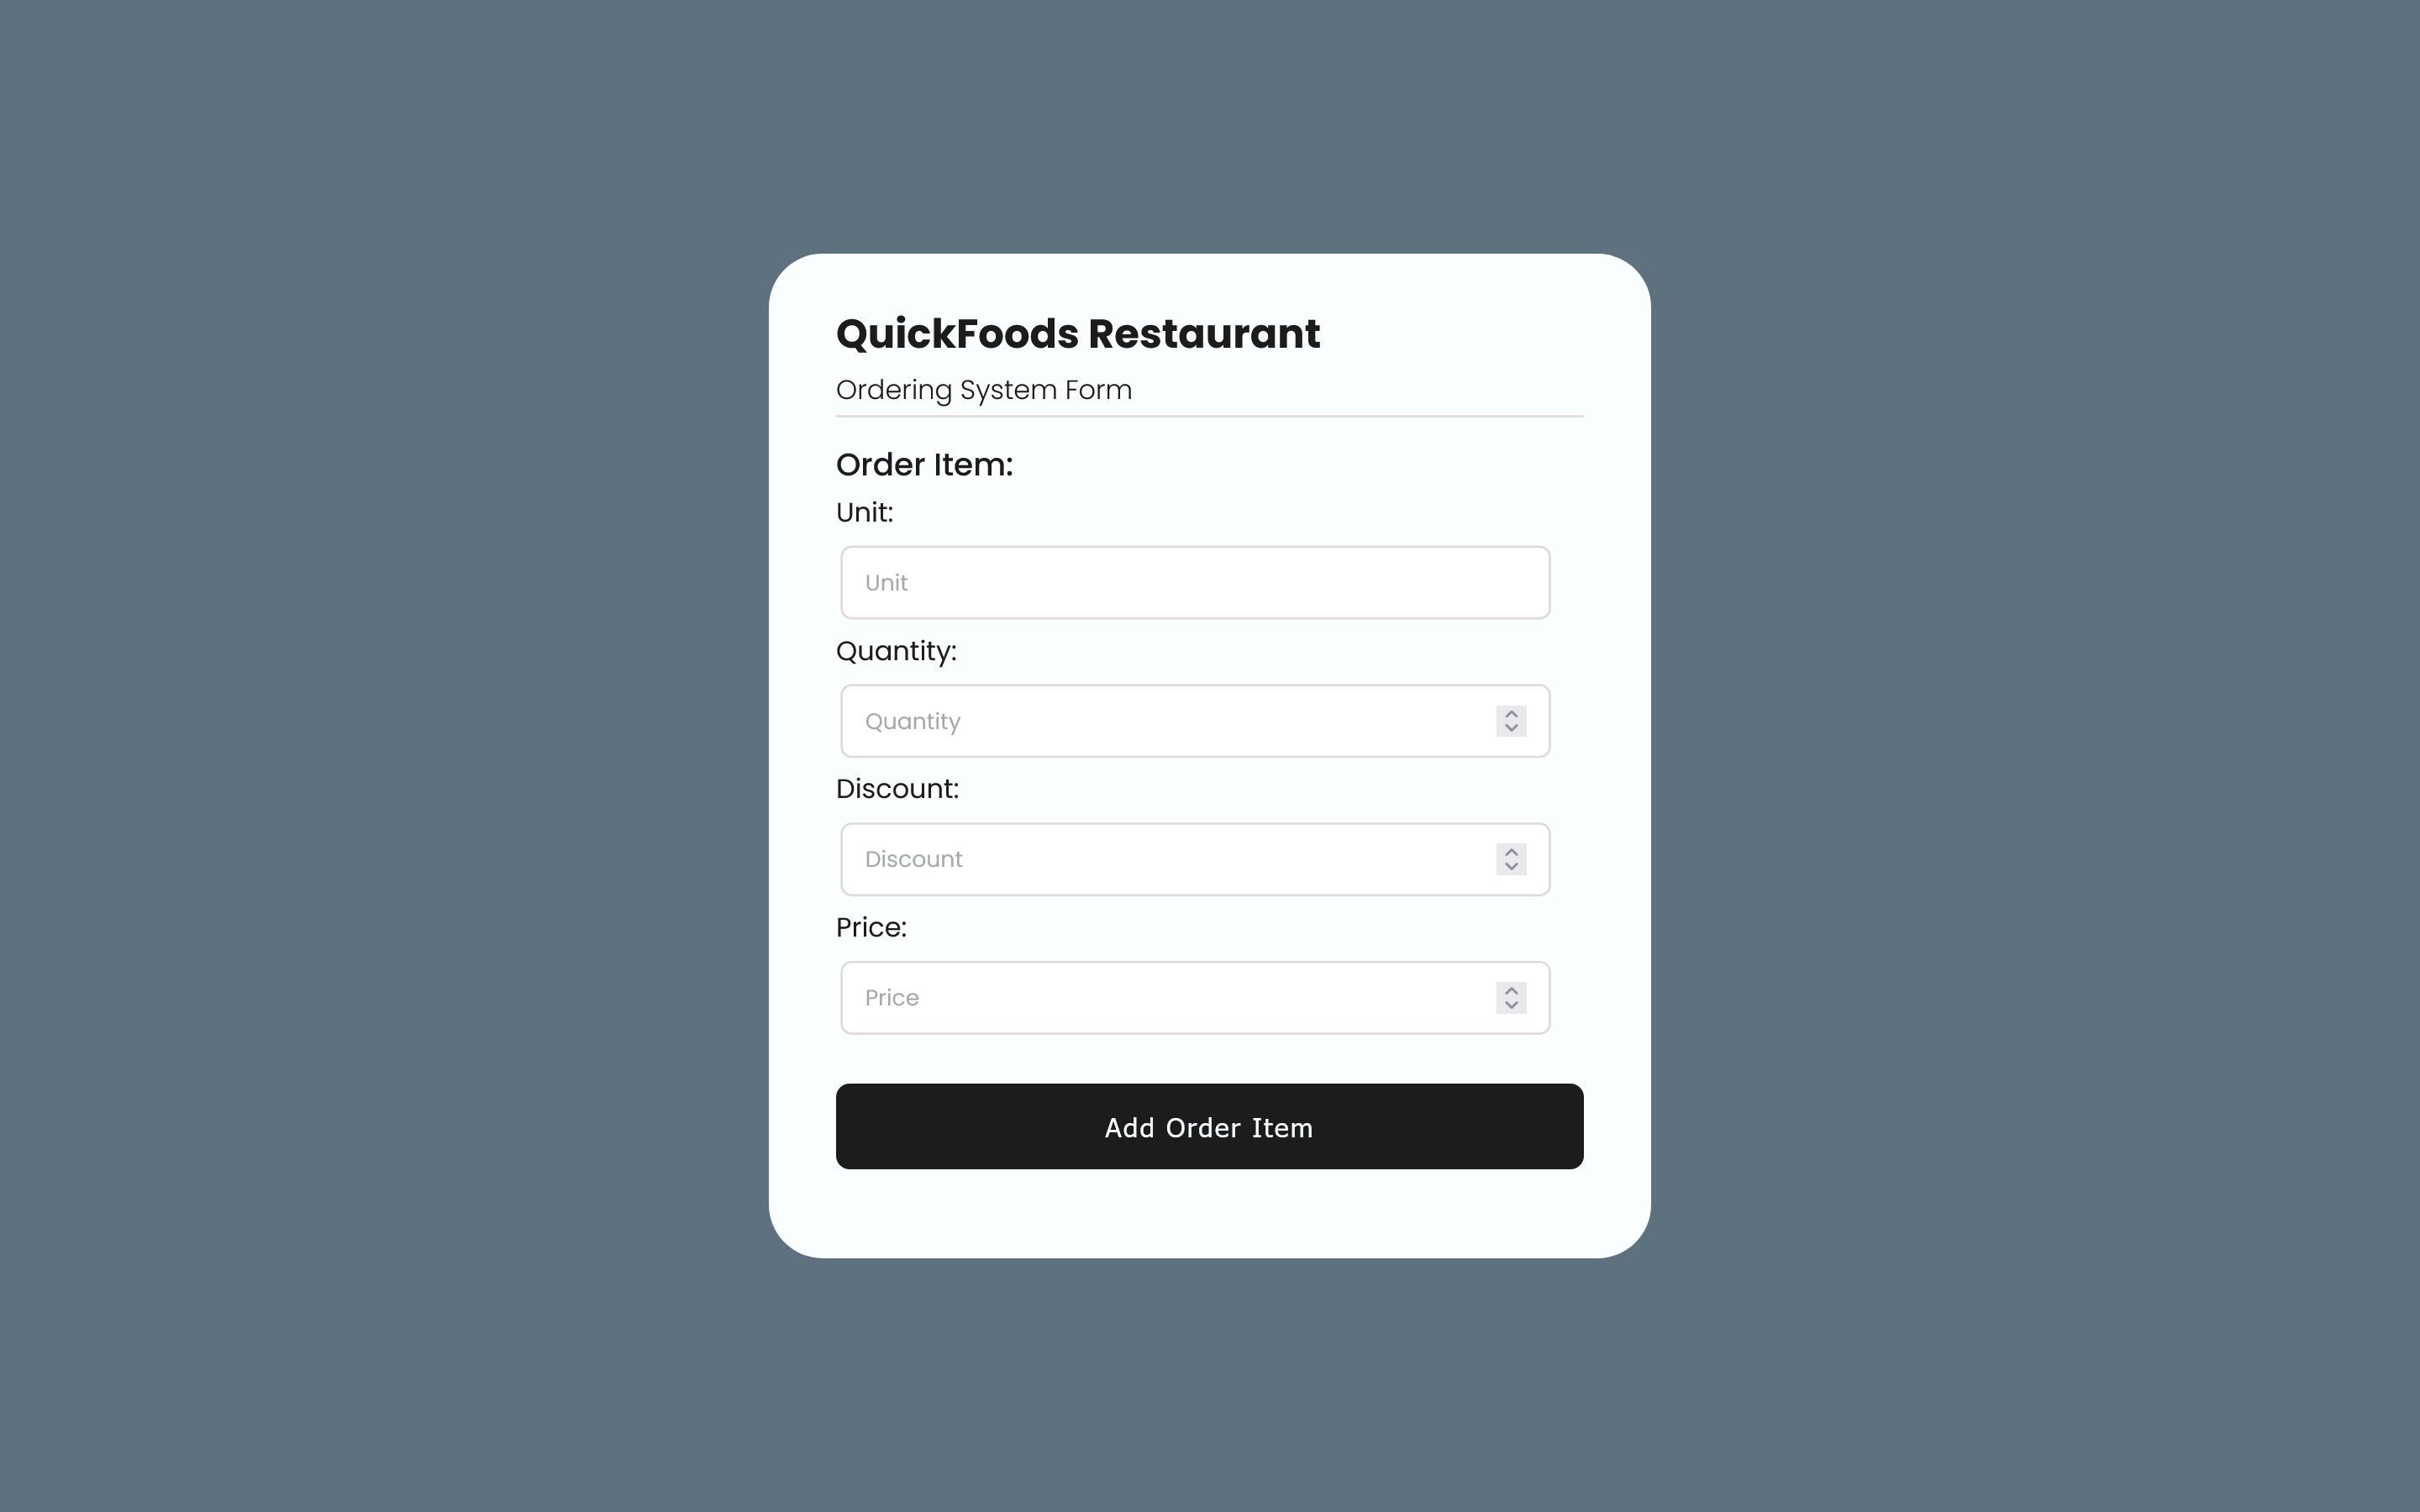 QuickFoods Restaurant
Ordering System Form
Order Item:
Unit:
Unit
Quantity:
Quantity
Discount:
Discount
Price:
Price
Add Order Item